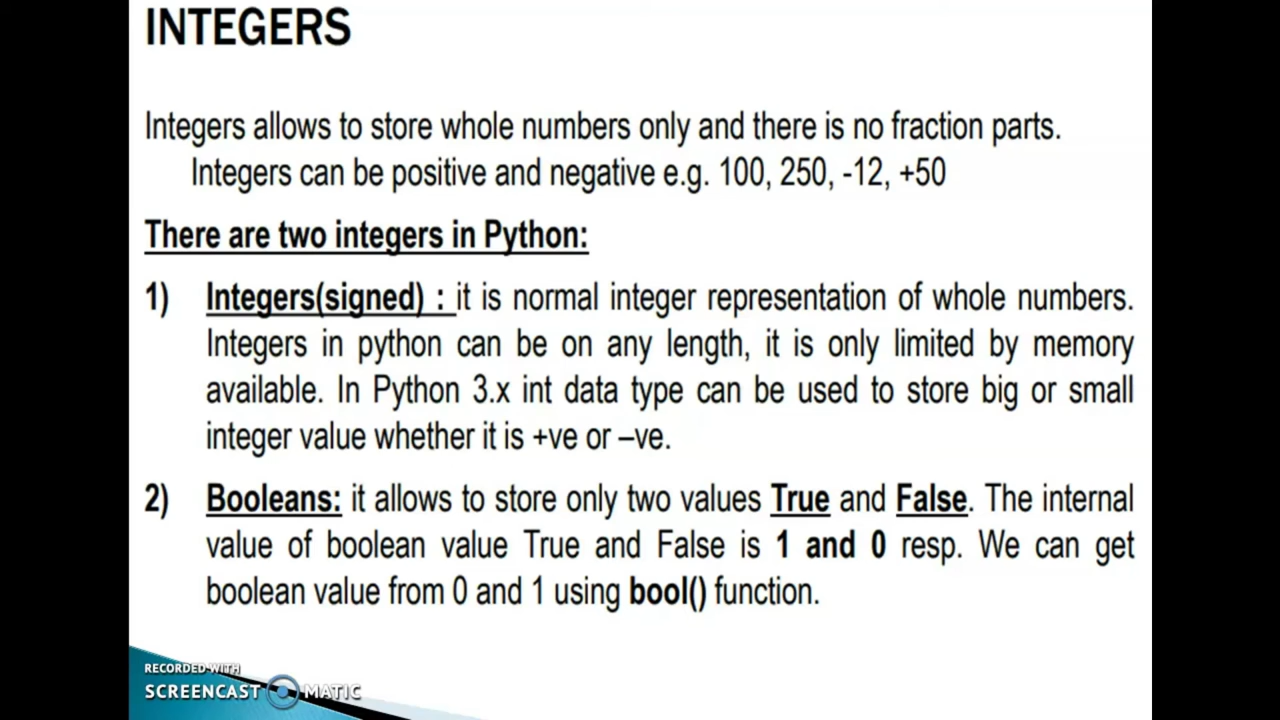 INTEGERS
Integers allows to store whole numbers only and there is no fraction parts.
Integers can be positive and negative e.g. 100, 250, -12, +50
There are two integers in Python:
1) Integers(signed) : it is normal integer representation of whole numbers.
Integers in python can be on any length, it is only limited by memory
available. In Python 3.x int data type can be used to store big or small
integer value whether it is +ve or –ve.
2) Booleans: it allows to store only two values True and False. The internal
value of boolean value True and False is 1 and 0 resp. We can get
boolean value from 0 and 1 using bool() function.
RECORDED WITH
SCREENCAST MATIC